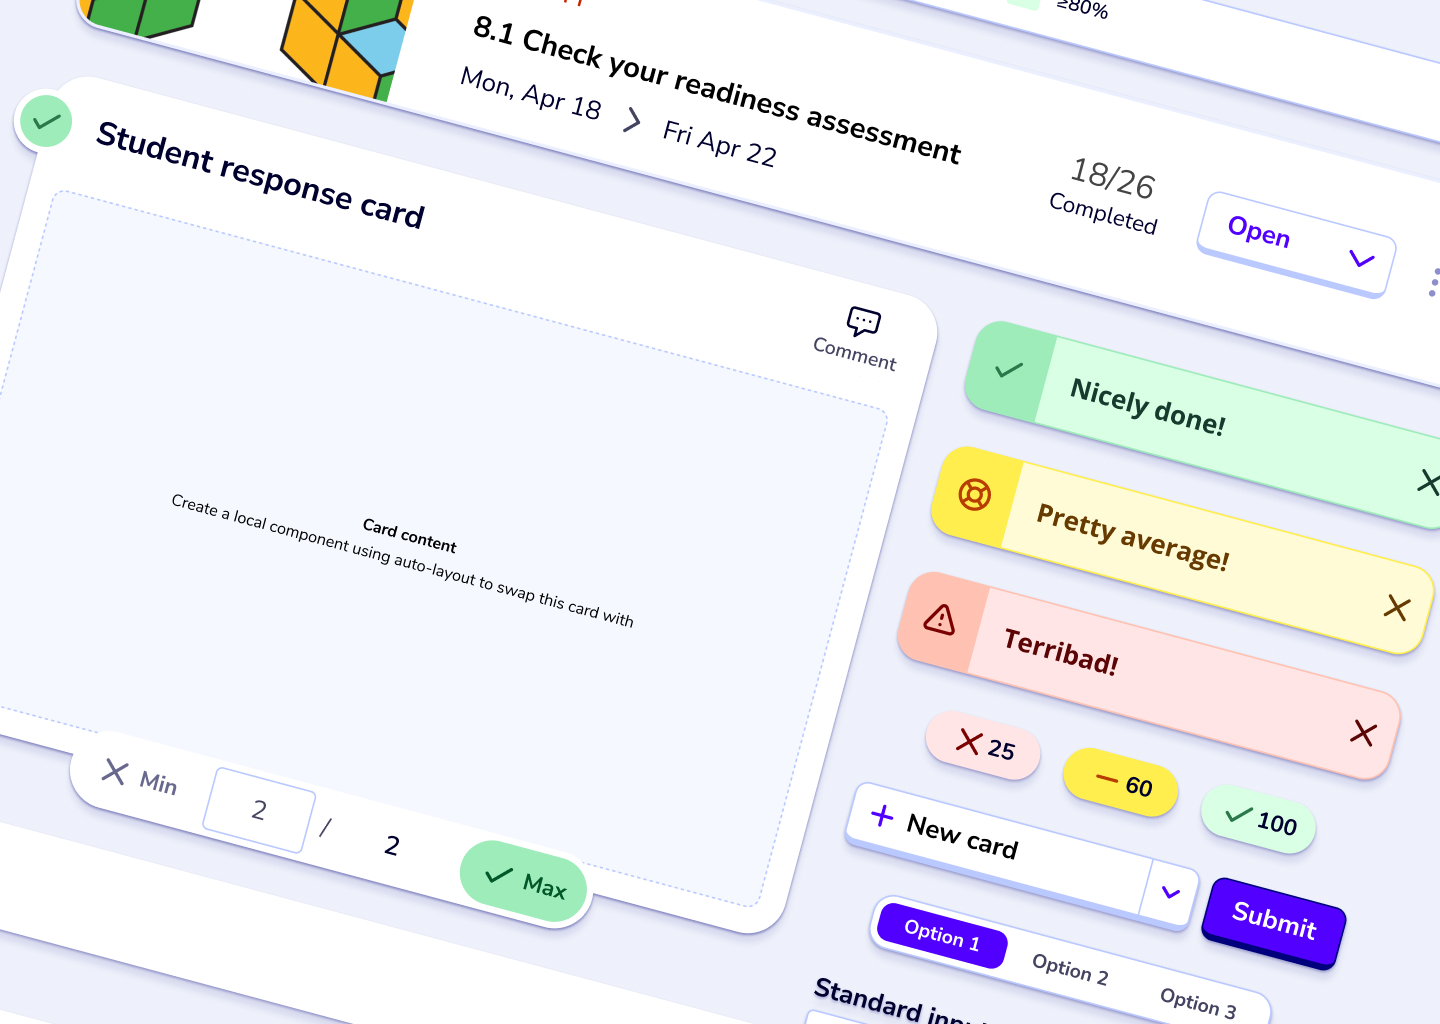 ≥80%
8.1 Check your readiness assessment
Mon, Apr 18
Fri Apr 22
18/26
Completed
Open
Student response card
Comment
Card content
Create a local component using auto-layout to swap this card with
Min
2
/
2
Max
Nicely done!
Pretty average!
Terribad!
25
60
100
New card
Submit
Option 1
Option 2
Option 3
Standard